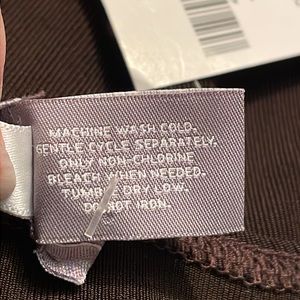 MACHINE WASH COLD.
GENTLE CYCLE SEPARATELY.
ONLY NON-CHLORINE
BLEACH WHEN NEEDED.
TUMBLE DRY LOW.
DO NOT IRON.